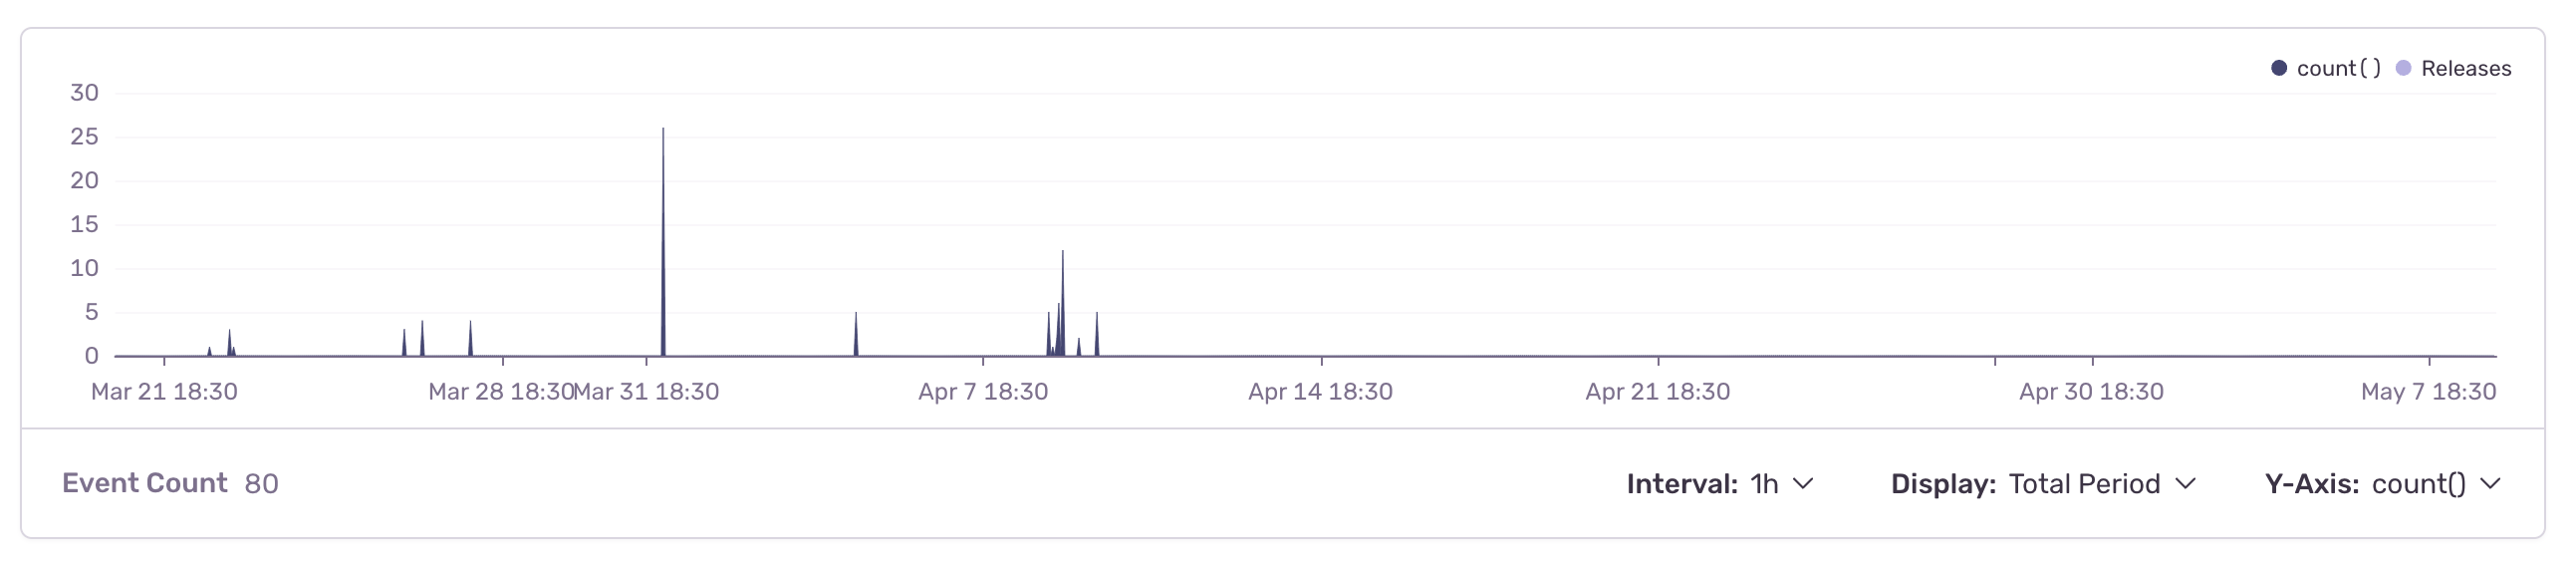 count( ) Releases
30
25
20
15
10
5
0
Mar 21 18:30 Mar 28 18:30 Mar 31 18:30 Apr 7 18:30 Apr 14 18:30 Apr 21 18:30 Apr 30 18:30 May 7 18:30
Event Count 80 Interval: 1h Display: Total Period Y-Axis: count()